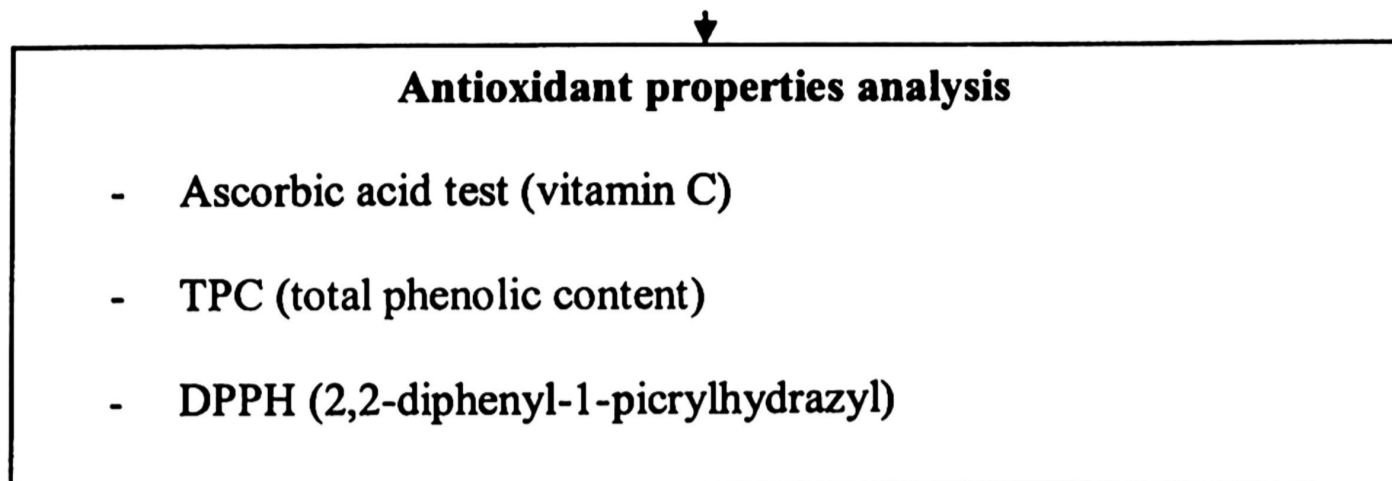 Antioxidant properties analysis
- Ascorbic acid test (vitamin C)
- TPC (total phenolic content)
- DPPH (2,2-diphenyl-1-picrylhydrazyl)